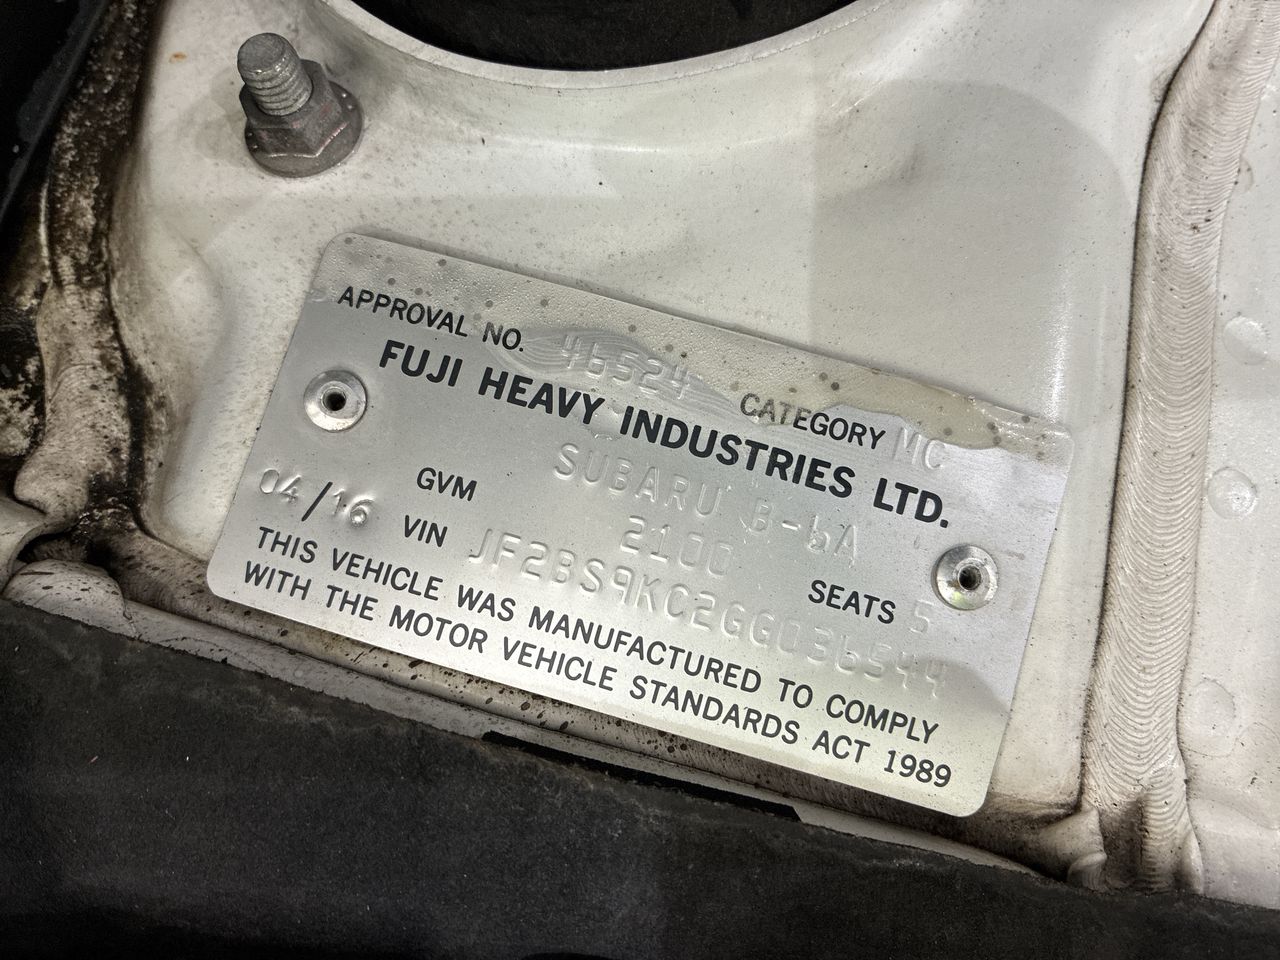 APPROVAL NO. 46524 CATEGORY MC
FUJI HEAVY INDUSTRIES LTD.
SUBARU B-6A
04/16 GVM 2100 SEATS 5
VIN JF2BS9KC2GG036544
THIS VEHICLE WAS MANUFACTURED TO COMPLY
WITH THE MOTOR VEHICLE STANDARDS ACT 1989